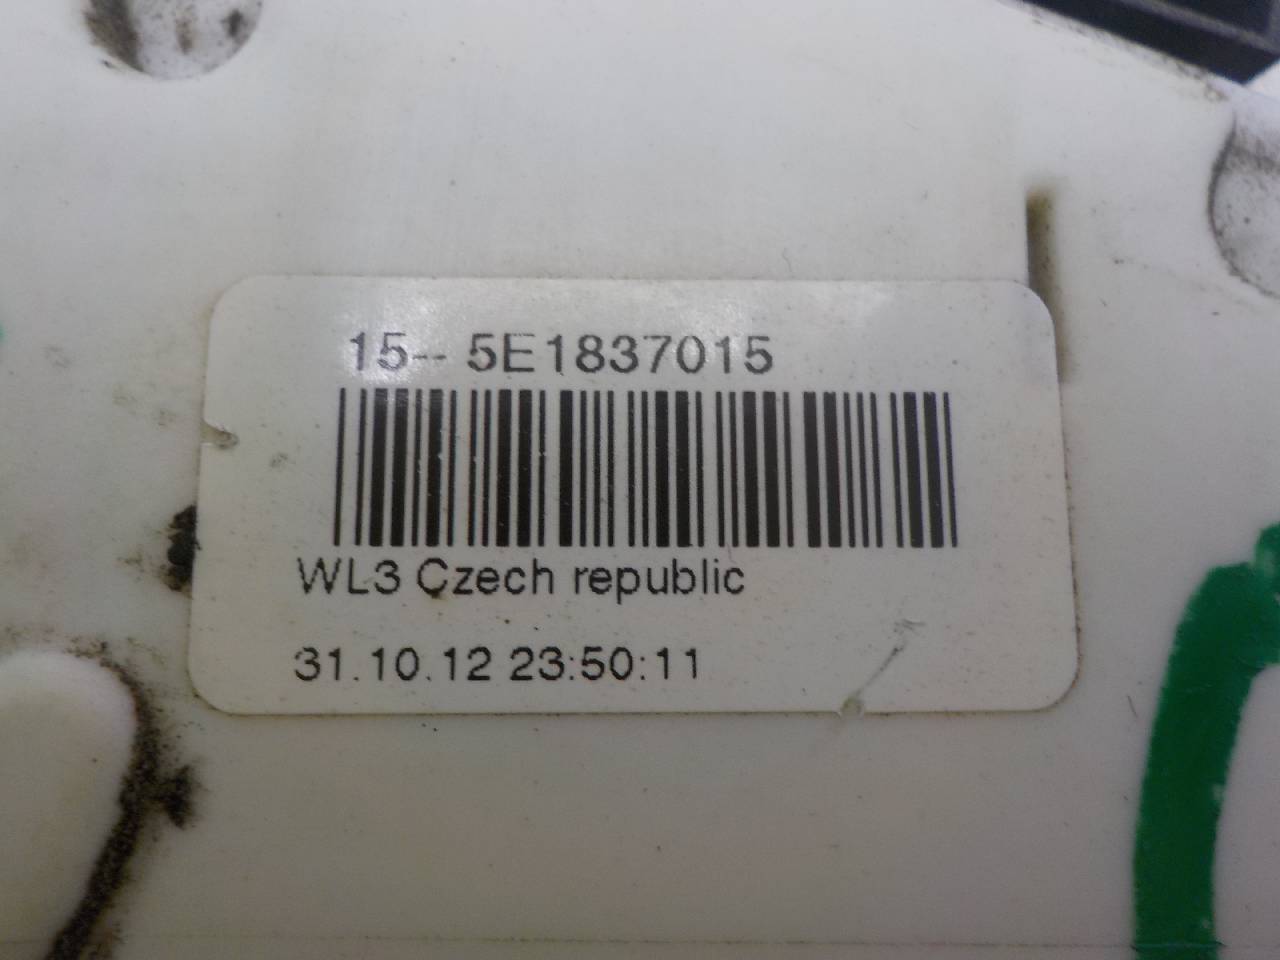 15-- 5E1837015
WL3 Czech republic
31.10.12 23:50:11